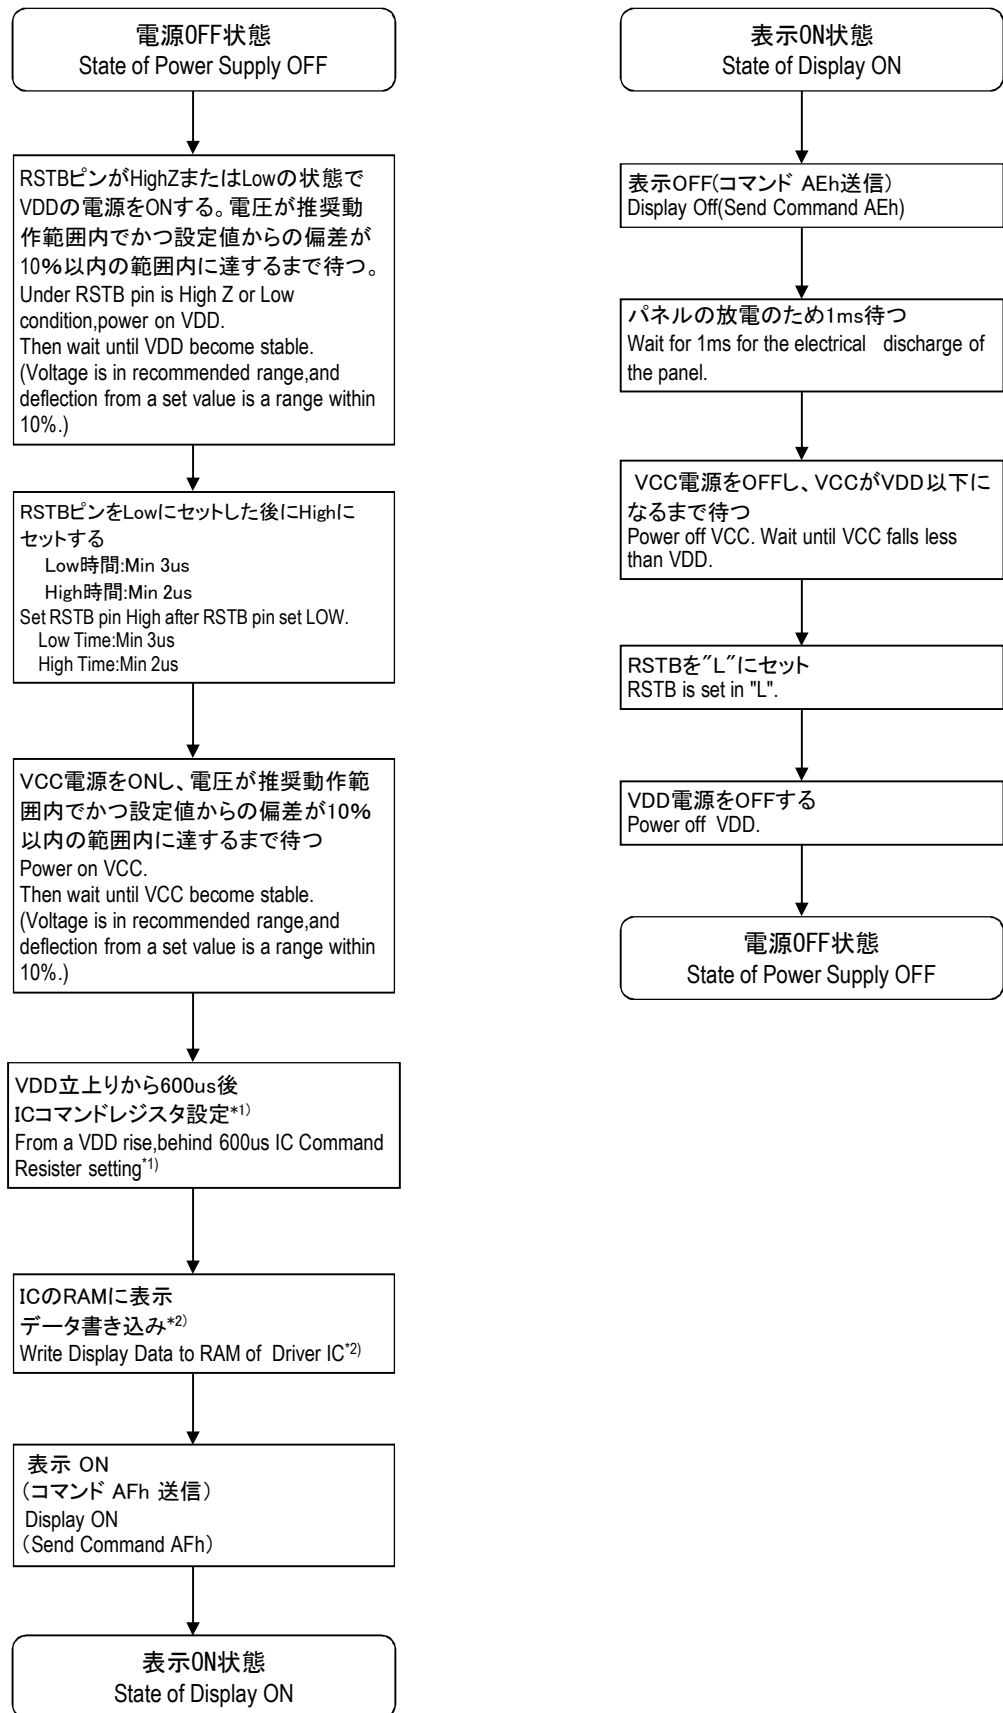 電源OFF状態
State of Power Supply OFF
RSTBピンがHighZまたはLowの状態で
VDDの電源をONする。電圧が推奨動
作範囲内でかつ設定値からの偏差が
10%以内の範囲内に達するまで待つ。
Under RSTB pin is High Z or Low
condition,power on VDD.
Then wait until VDD become stable.
(Voltage is in recommended range,and
deflection from a set value is a range within
10%.)
RSTBピンをLowにセットした後にHighに
セットする
Low時間:Min 3us
High時間:Min 2us
Set RSTB pin High after RSTB pin set LOW.
Low Time:Min 3us
High Time:Min 2us
VCC電源をONし、電圧が推奨動作範
囲内でかつ設定値からの偏差が10%
以内の範囲内に達するまで待つ
Power on VCC.
Then wait until VCC become stable.
(Voltage is in recommended range,and
deflection from a set value is a range within
10%.)
VDD立上りから600us後
ICコマンドレジスタ設定*1)
From a VDD rise,behind 600us IC Command
Resister setting*1)
ICのRAMに表示
データ書き込み*2)
Write Display Data to RAM of Driver IC*2)
表示 ON
(コマンド AFh 送信)
Display ON
(Send Command AFh)
表示ON状態
State of Display ON
表示ON状態
State of Display ON
表示OFF(コマンド AEh送信)
Display Off(Send Command AEh)
パネルの放電のため1ms待つ
Wait for 1ms for the electrical discharge of
the panel.
VCC電源をOFFし、VCCがVDD以下に
なるまで待つ
Power off VCC. Wait until VCC falls less
than VDD.
RSTBを″L″にセット
RSTB is set in "L".
VDD電源をOFFする
Power off VDD.
電源OFF状態
State of Power Supply OFF